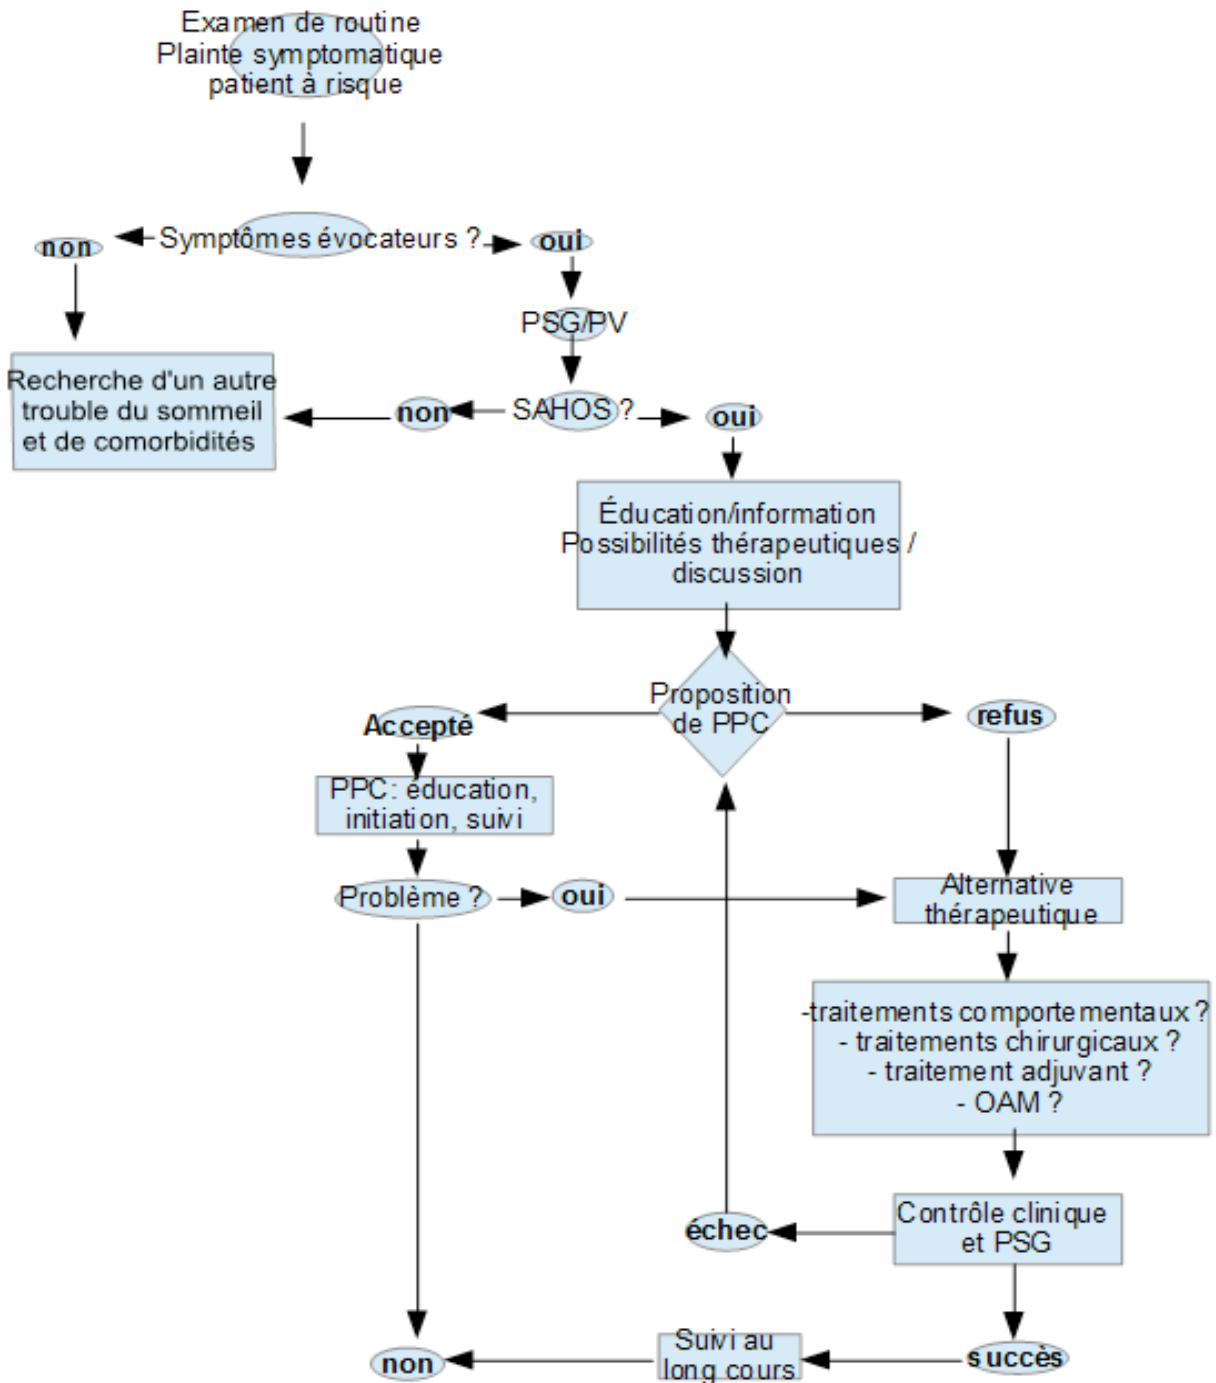 Examen de routine
Plainte symptomatique
patient à risque
non
Symptômes évocateurs ?
oui
PSG/PV
Recherche d'un autre
trouble du sommeil
et de comorbidités
non
SAHOS ?
oui
Éducation/information
Possibilités thérapeutiques /
discussion
Proposition
de PPC
Accepté
refus
PPC: éducation,
initiation, suivi
Problème ?
oui
Alternative
thérapeutique
-traitements comportementaux ?
- traitements chirurgicaux ?
- traitement adjuvant ?
- OAM ?
échec
Contrôle clinique
et PSG
non
Suivi au
long cours
succès